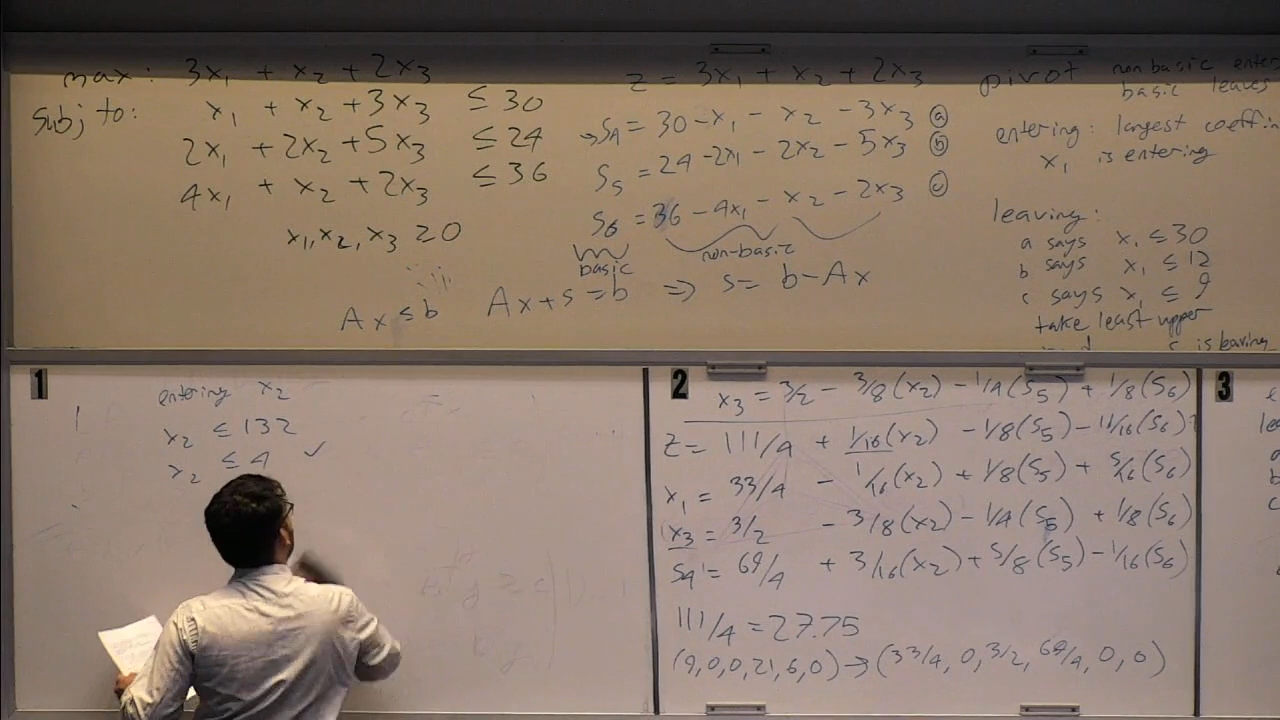 max: 3x₁ + x₂ + 2x₃
subj to: x₁ + x₂ + 3x₃ ≤ 30
2x₁ + 2x₂ + 5x₃ ≤ 24
4x₁ + x₂ + 2x₃ ≤ 36
x₁, x₂, x₃ ≥ 0
Ax ≤ b
z = 3x₁ + x₂ + 2x₃
→ S₄ = 30 - x₁ - x₂ - 3x₃ ⓐ
S₅ = 24 - 2x₁ - 2x₂ - 5x₃ ⓑ
S₆ = 36 - 4x₁ - x₂ - 2x₃ ⓒ
basic non-basic
Ax + s = b ⇒ s = b - Ax
pivot nonbasic enters
basic leaves
entering: largest
x₁ is entering
leaving:
a says x₁ ≤ 30
b says x₁ ≤ 12
c says x₁ ≤ 9
take least upper
1
entering x₂
x₂ ≤ 132
x₂ ≤ 4 ✓
2
x₃ = 3/2 - 3/8(x₂) - 1/4(S₅) + 1/8(S₆)
z = 111/4 + 1/16(x₂) - 1/8(S₅) - 11/16(S₆)
x₁ = 33/4 - 1/16(x₂) + 1/8(S₅) + 5/16(S₆)
x₃ = 3/2 - 3/8(x₂) - 1/4(S₅) + 1/8(S₆)
S₄ = 69/4 + 3/16(x₂) + 5/8(S₅) - 1/16(S₆)
111/4 = 27.75
(9,0,0,21,6,0) → (33/4, 0, 3/2, 69/4, 0, 0)
3